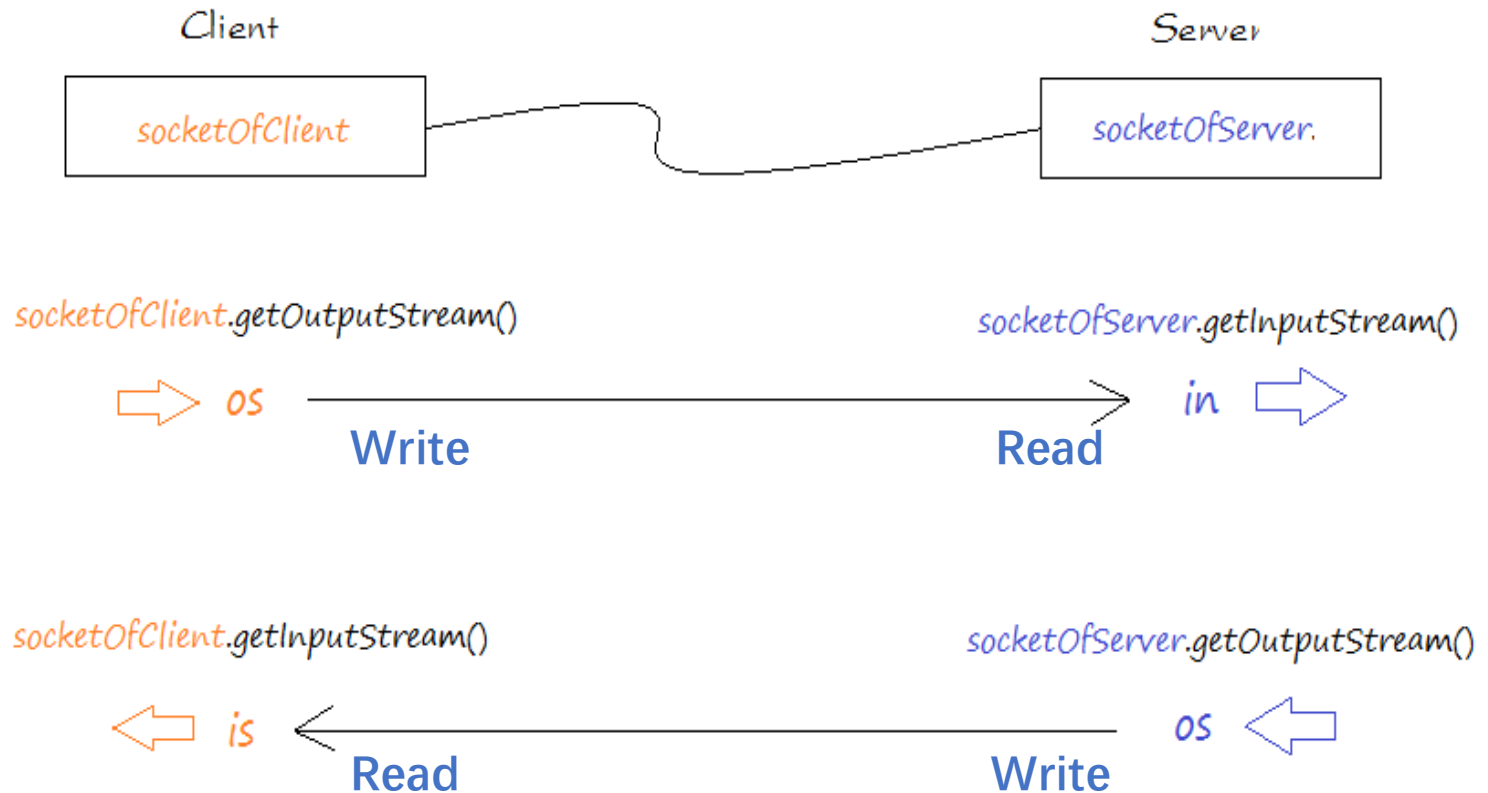 Client
Server
socketOfClient
socketOfServer.
socketOfClient.getOutputStream()
socketOfServer.getInputStream()
os
in
Write
Read
socketOfClient.getInputStream()
socketOfServer.getOutputStream()
is
os
Read
Write